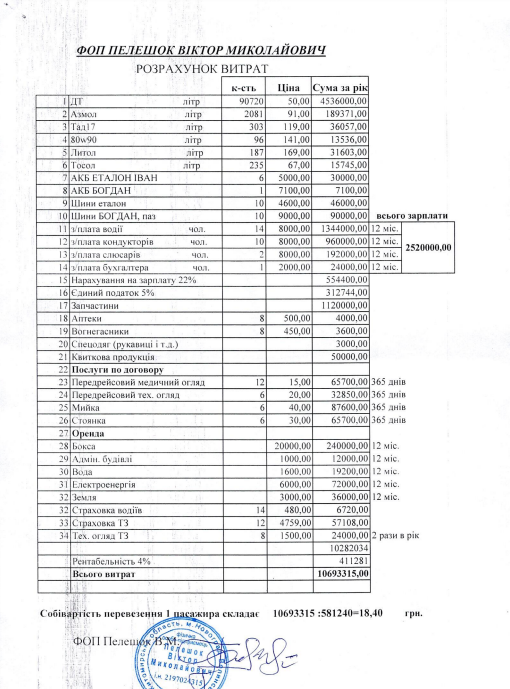 ФОП ПЕЛЕШОК ВІКТОР МИКОЛАЙОВИЧ
РОЗРАХУНОК ВИТРАТ
к-сть Ціна Сума за рік
1 ДТ літр 90720 50,00 4536000,00
2 Азмол літр 2081 91,00 189371,00
3 Тад17 літр 303 119,00 36057,00
4 80w90 літр 96 141,00 13536,00
5 Литол літр 187 169,00 31603,00
6 Тосол літр 235 67,00 15745,00
7 АКБ ЕТАЛОН ІВАН 6 5000,00 30000,00
8 АКБ БОГДАН 1 7100,00 7100,00
9 Шини еталон 10 4600,00 46000,00
10 Шини БОГДАН, паз 10 9000,00 90000,00 всього зарплати
11 з/плата водії чол. 14 8000,00 1344000,00 12 міс.
12 з/плата кондукторів чол. 10 8000,00 960000,00 12 міс. 2520000,00
13 з/плата слюсарів чол. 2 8000,00 192000,00 12 міс.
14 з/плата бухгалтера чол. 1 2000,00 24000,00 12 міс.
15 Нарахування на зарплату 22% 554400,00
16 Єдиний податок 5% 312744,00
17 Запчастини 1120000,00
18 Аптеки 8 500,00 4000,00
19 Вогнегасники 8 450,00 3600,00
20 Спецодяг (рукавиці і т.д.) 3000,00
21 Квиткова продукція 50000,00
22 Послуги по договору
23 Передрейсовий медичний огляд 12 15,00 65700,00 365 днів
24 Передрейсовий тех. огляд 6 20,00 32850,00 365 днів
25 Мийка 6 40,00 87600,00 365 днів
26 Стоянка 6 30,00 65700,00 365 днів
27 Оренда
28 Бокса 20000,00 240000,00 12 міс.
29 Адмін. будівлі 1000,00 12000,00 12 міс.
30 Вода 1600,00 19200,00 12 міс.
31 Електроенергія 6000,00 72000,00 12 міс.
32 Земля 3000,00 36000,00 12 міс.
32 Страховка водіїв 14 480,00 6720,00
33 Страховка ТЗ 12 4759,00 57108,00
34 Тех. огляд ТЗ 8 1500,00 24000,00 2 рази в рік
10282034
Рентабельність 4% 411281
Всього витрат 10693315,00
Собівартість перевезення 1 пасажира складає 10693315 :581240=18,40 грн.
ФОП Пелешок В.М.
Пелешок
Віктор
Миколайович
і.н. 2197024315